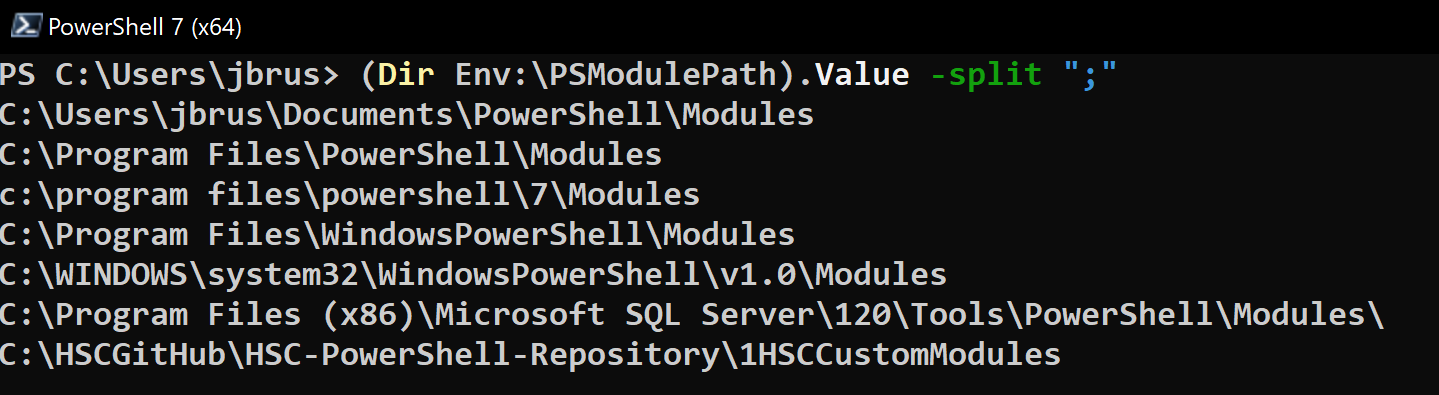 PowerShell 7 (x64)
PS C:\Users\jbrus> (Dir Env:\PSModulePath).Value -split ";"
C:\Users\jbrus\Documents\PowerShell\Modules
C:\Program Files\PowerShell\Modules
c:\program files\powershell\7\Modules
C:\Program Files\WindowsPowerShell\Modules
C:\WINDOWS\system32\WindowsPowerShell\v1.0\Modules
C:\Program Files (x86)\Microsoft SQL Server\120\Tools\PowerShell\Modules\
C:\HSCGitHub\HSC-PowerShell-Repository\1HSCCustomModules